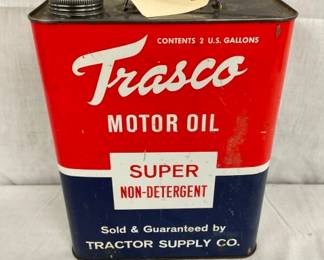 CONTENTS 2 U.S. GALLONS
Trasco
MOTOR OIL
SUPER
NON-DETERGENT
Sold & Guaranteed by
TRACTOR SUPPLY CO.